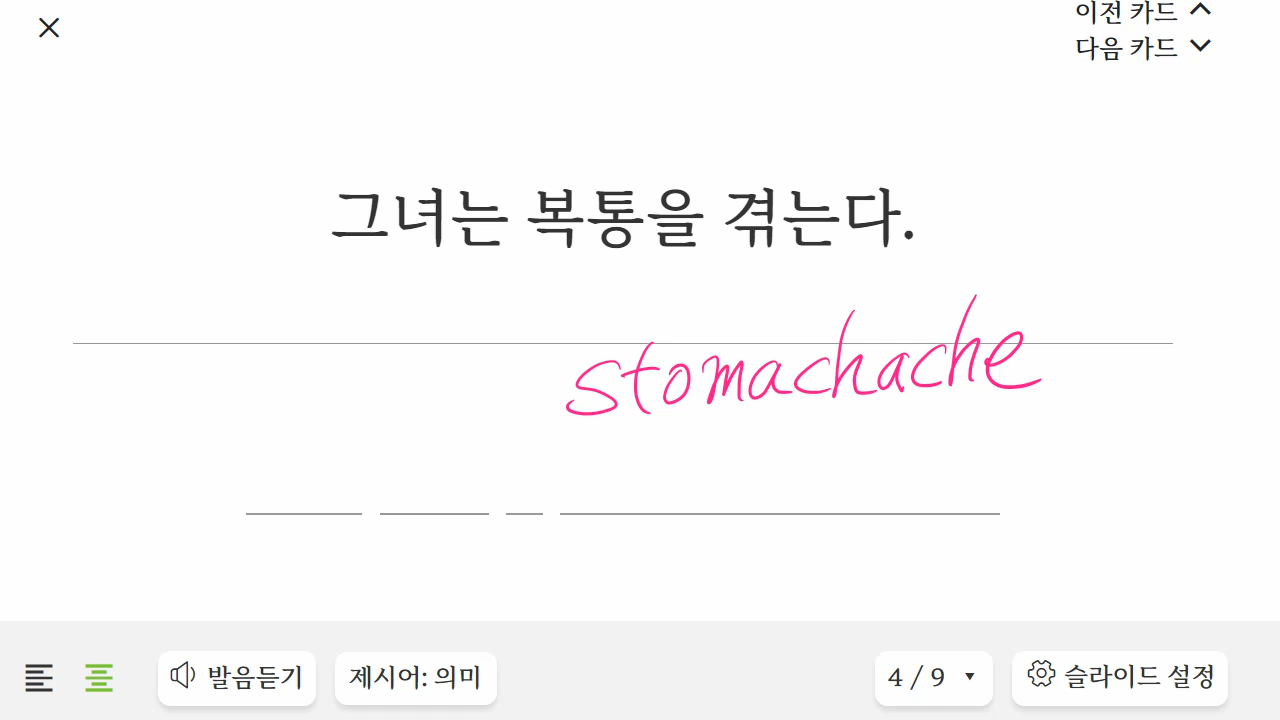 이전 카드
다음 카드
그녀는 복통을 겪는다.
stomachache
발음듣기
제시어: 의미
4 / 9
슬라이드 설정